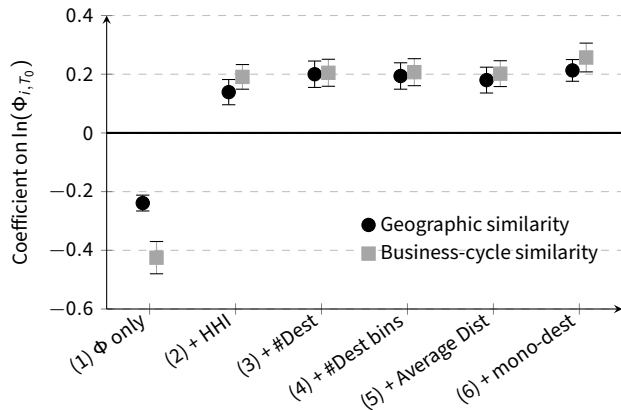 Coefficient on ln(Φi,T0)
0.4
0.2
0
−0.2
−0.4
−0.6
Geographic similarity
Business-cycle similarity
(1) Φ only
(2) + HHI
(3) + #Dest
(4) + #Dest bins
(5) + Average Dist
(6) + mono-dest